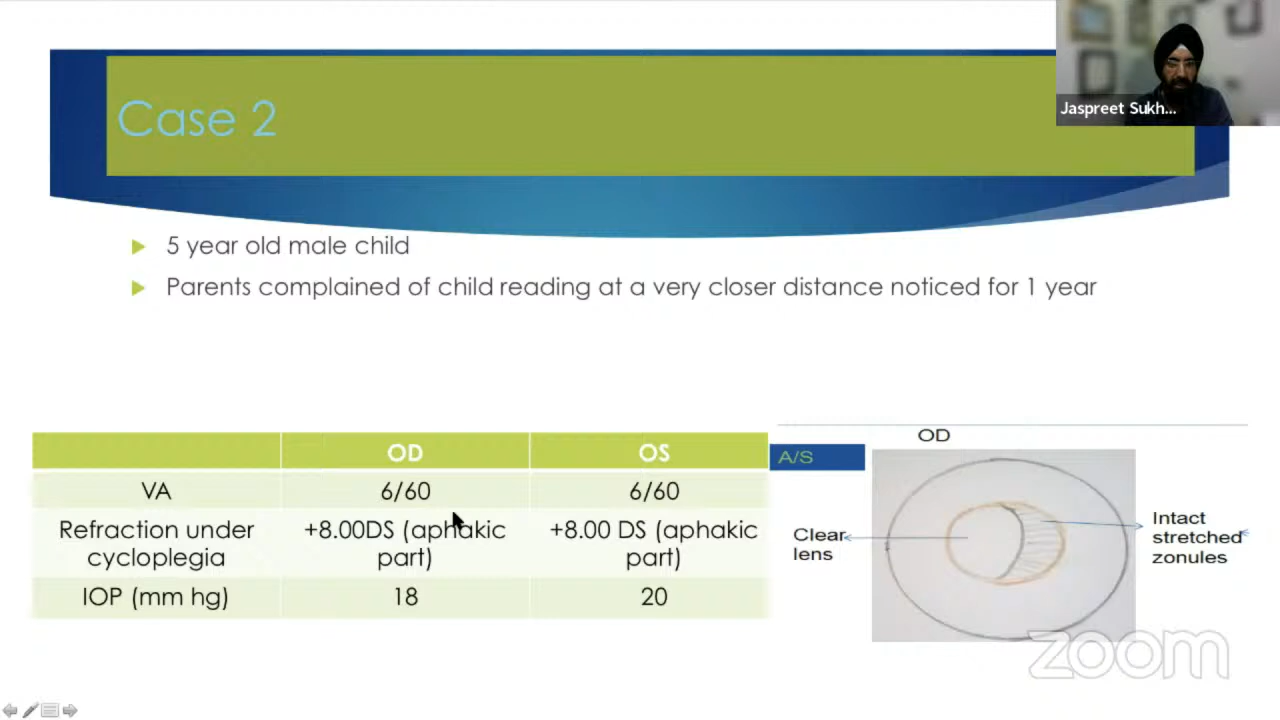 Jaspreet Sukh...
Case 2
5 year old male child
Parents complained of child reading at a very closer distance noticed for 1 year
OD OS
VA 6/60 6/60
Refraction under cycloplegia +8.00DS (aphakic part) +8.00 DS (aphakic part)
IOP (mm hg) 18 20
OD
A/S
Clear
lens
Intact
stretched
zonules
zoom